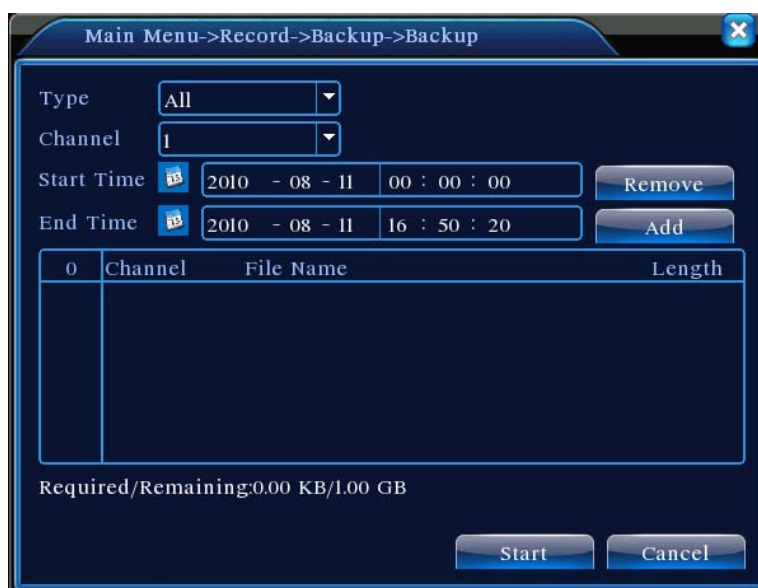 Main Menu->Record->Backup->Backup
Type All
Channel 1
Start Time 15 2010 - 08 - 11 00 : 00 : 00 Remove
End Time 15 2010 - 08 - 11 16 : 50 : 20 Add
0 Channel File Name Length
Required/Remaining:0.00 KB/1.00 GB
Start Cancel